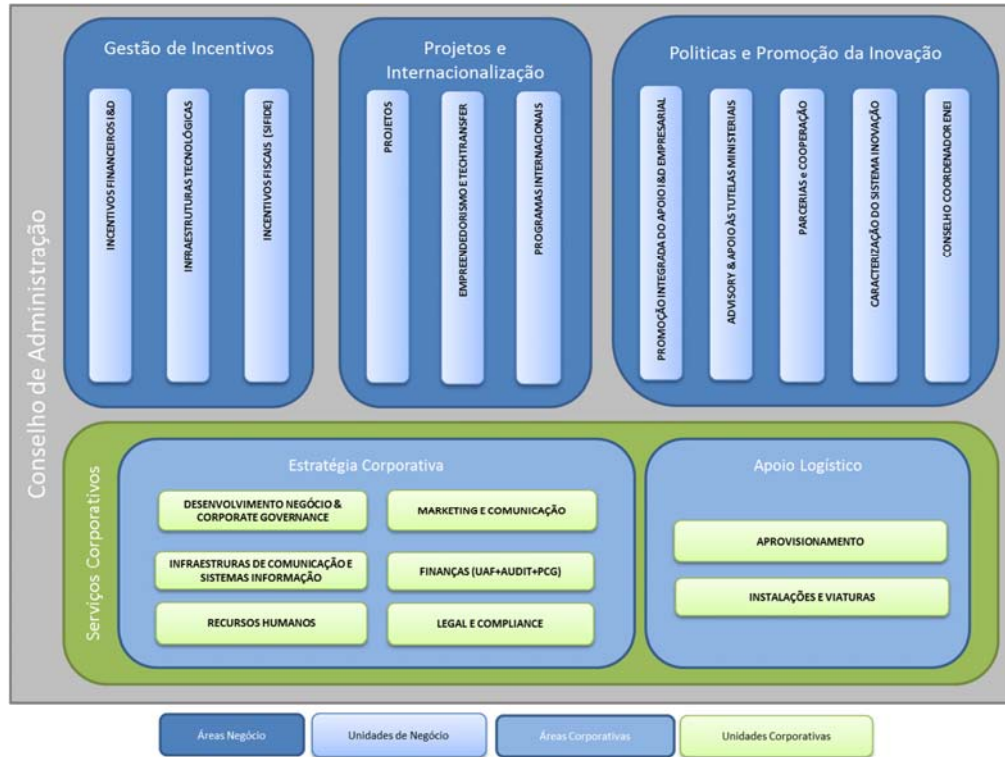 Conselho de Administração
Gestão de Incentivos
INCENTIVOS FINANCEIROS I&D
INFRAESTRUTURAS TECNOLÓGICAS
INCENTIVOS FISCAIS (SIFIDE)
Projetos e
Internacionalização
PROJETOS
EMPREENDEDORISMO E TECHTRANSFER
PROGRAMAS INTERNACIONAIS
Politicas e Promoção da Inovação
PROMOÇÃO INTEGRADA DO APOIO I&D EMPRESARIAL
ADVISORY & APOIO ÀS TUTELAS MINISTERIAIS
PARCERIAS e COOPERAÇÃO
CARACTERIZAÇÃO DO SISTEMA INOVAÇÃO
CONSELHO COORDENADOR ENEI
Serviços Corporativos
Estratégia Corporativa
DESENVOLVIMENTO NEGÓCIO &
CORPORATE GOVERNANCE
MARKETING E COMUNICAÇÃO
INFRAESTRURAS DE COMUNICAÇÃO E
SISTEMAS INFORMAÇÃO
FINANÇAS (UAF+AUDIT+PCG)
RECURSOS HUMANOS
LEGAL E COMPLIANCE
Apoio Logístico
APROVISIONAMENTO
INSTALAÇÕES E VIATURAS
Áreas Negócio
Unidades de Negócio
Áreas Corporativas
Unidades Corporativas